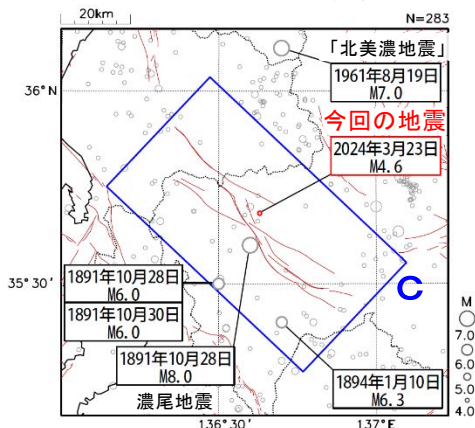 20km
N=283
「北美濃地震」
1961年8月19日
M7.0
36°N
今回の地震
2024年3月23日
M4.6
1891年10月28日
M6.0
1891年10月30日
M6.0
35°30′
C
M
7.0
6.0
5.0
4.0
1891年10月28日
M8.0
濃尾地震
1894年1月10日
M6.3
136°30′
137°E